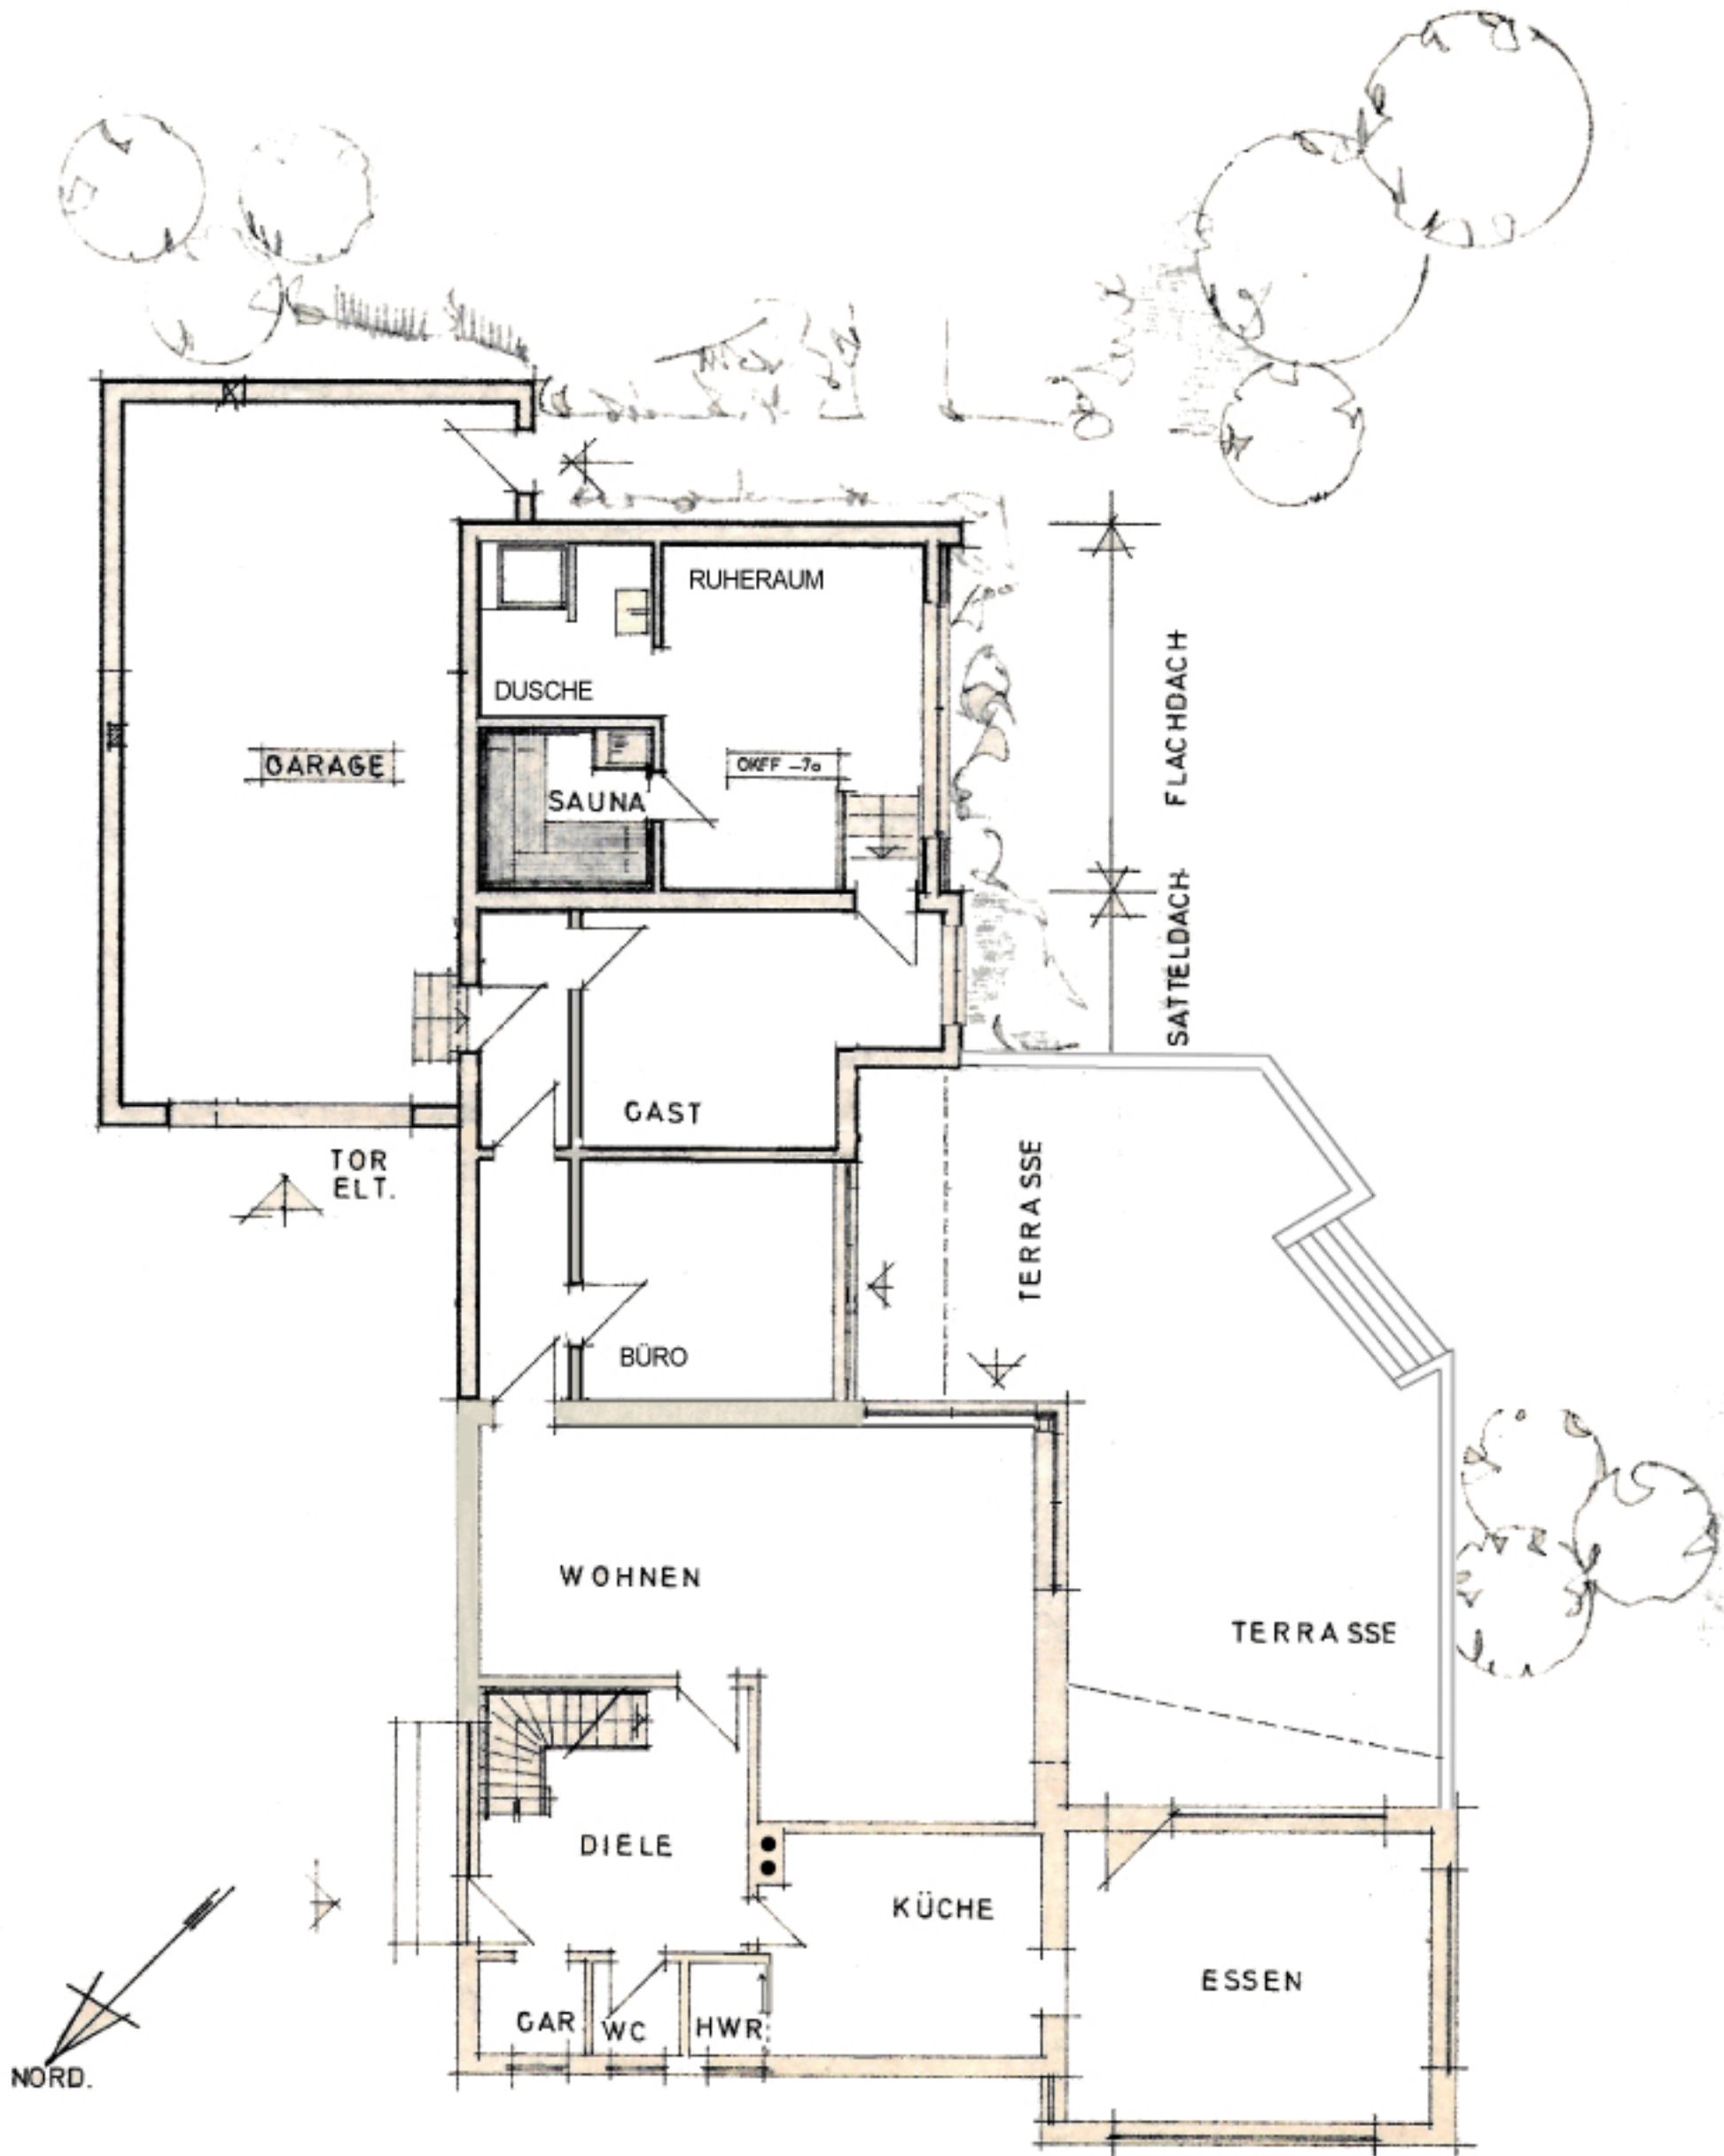 RUHERAUM
DUSCHE
GARAGE
OKFF -70
SAUNA
FLACHDACH
SATTELDACH
GAST
TOR
ELT.
TERRASSE
BÜRO
WOHNEN
TERRASSE
DIELE
KÜCHE
ESSEN
GAR
WC
HWR
NORD.